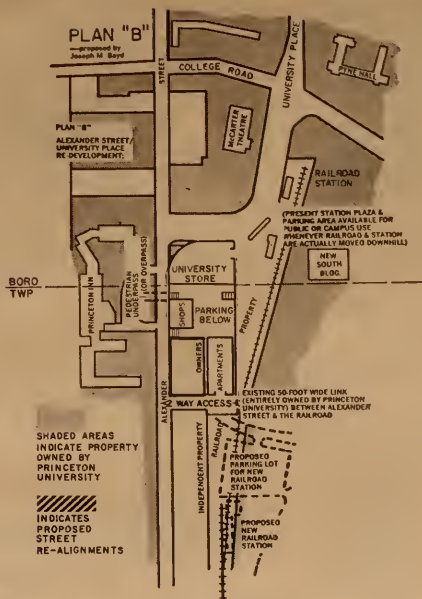 PLAN "B"
—proposed by
Joseph M. Boyd
STREET
COLLEGE ROAD
UNIVERSITY PLACE
THE HALL
McCARTER
THEATRE
PLAN "B"
ALEXANDER STREET/
UNIVERSITY PLACE
RE-DEVELOPMENT;
RAILROAD
STATION
(PRESENT STATION PLAZA &
PARKING AREA AVAILABLE FOR
PUBLIC OR CAMPUS USE
WHENEVER RAILROAD & STATION
ARE ACTUALLY MOVED DOWNHILL)
NEW
SOUTH
BLDG.
BORO
TWP
PRINCETON INN
PEDESTRIAN
UNDERPASS
(OR OVERPASS)
UNIVERSITY
STORE
SHOPS
PARKING
BELOW
PROPERTY
OWNERS
APARTMENTS
ALEXANDER
2 WAY ACCESS
EXISTING 50-FOOT WIDE LINK
(ENTIRELY OWNED BY PRINCETON
UNIVERSITY) BETWEEN ALEXANDER
STREET & THE RAILROAD
INDEPENDENT PROPERTY
RAILROAD
PROPOSED
PARKING LOT
FOR NEW
RAILROAD
STATION
PROPOSED
NEW
RAILROAD
STATION
SHADED AREAS
INDICATE PROPERTY
OWNED BY
PRINCETON
UNIVERSITY
INDICATES
PROPOSED
STREET
RE-ALIGNMENTS